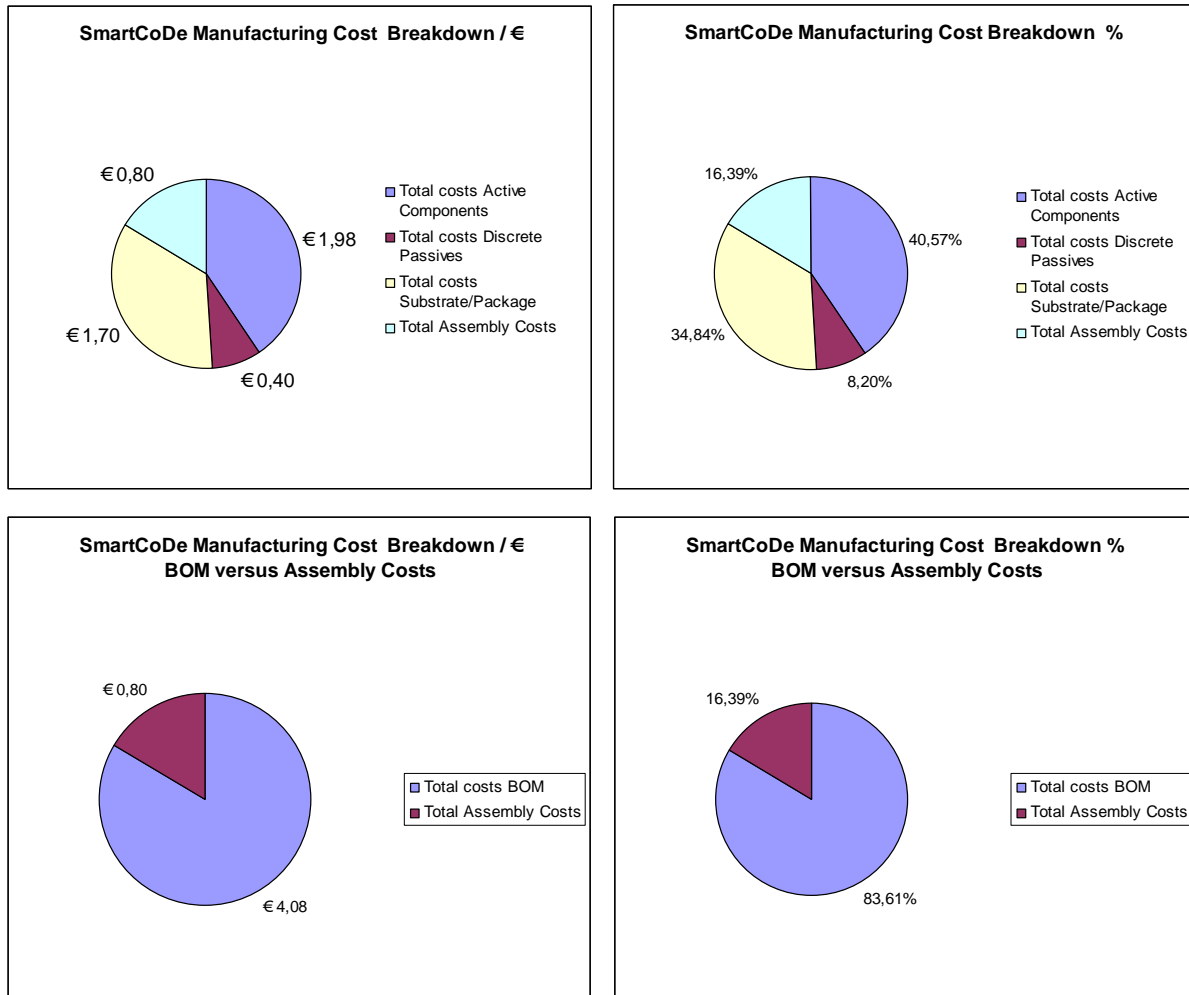 SmartCoDe Manufacturing Cost Breakdown / €
€ 0,80
€ 1,98
€ 1,70
€ 0,40
Total costs Active
Components
Total costs Discrete
Passives
Total costs
Substrate/Package
Total Assembly Costs
SmartCoDe Manufacturing Cost Breakdown %
16,39%
40,57%
34,84%
8,20%
Total costs Active
Components
Total costs Discrete
Passives
Total costs
Substrate/Package
Total Assembly Costs
SmartCoDe Manufacturing Cost Breakdown / €
BOM versus Assembly Costs
€ 0,80
€ 4,08
Total costs BOM
Total Assembly Costs
SmartCoDe Manufacturing Cost Breakdown %
BOM versus Assembly Costs
16,39%
83,61%
Total costs BOM
Total Assembly Costs